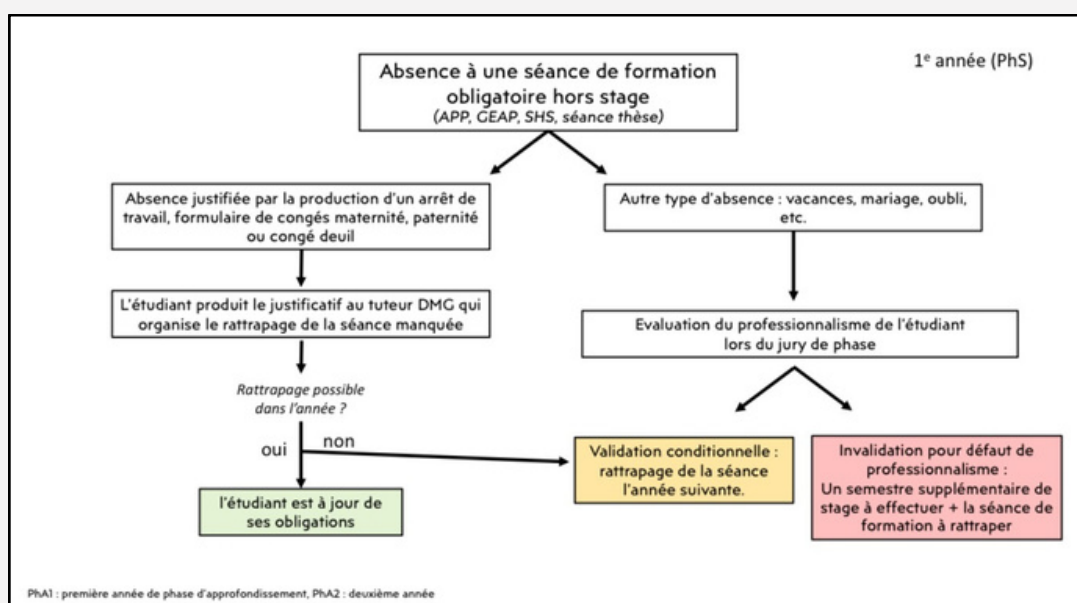 1e année (PhS)
Absence à une séance de formation
obligatoire hors stage
(APP, GEAP, SHS, séance thèse)
Absence justifiée par la production d'un arrêt de
travail, formulaire de congés maternité, paternité
ou congé deuil
Autre type d'absence : vacances, mariage, oubli,
etc.
L'étudiant produit le justificatif au tuteur DMG qui
organise le rattrapage de la séance manquée
Evaluation du professionnalisme de l'étudiant
lors du jury de phase
Rattrapage possible
dans l'année ?
oui
non
Validation conditionnelle :
rattrapage de la séance
l'année suivante.
Invalidation pour défaut de
professionnalisme :
Un semestre supplémentaire de
stage à effectuer + la séance de
formation à rattraper
l'étudiant est à jour de
ses obligations
PhA1 : première année de phase d'approfondissement, PhA2 : deuxième année